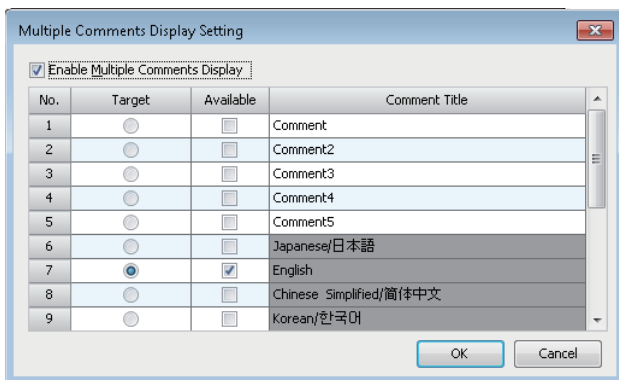 Multiple Comments Display Setting
Enable Multiple Comments Display
No. Target Available Comment Title
1 Comment
2 Comment2
3 Comment3
4 Comment4
5 Comment5
6 Japanese/日本語
7 English
8 Chinese Simplified/简体中文
9 Korean/한국어
OK Cancel